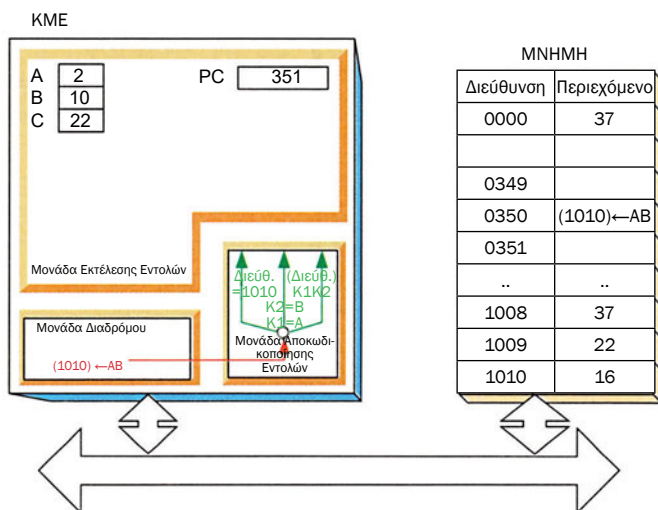 ΚΜΕ
A 2
B 10
C 22
PC 351
Μονάδα Εκτέλεσης Εντολών
Διεύθ. (Διεύθ.)
=1010 K1K2
K2=B
K1=A
Μονάδα Αποκωδι-
κοποίησης
Εντολών
Μονάδα Διαδρόμου
(1010) ←AB
ΜΝΗΜΗ
Διεύθυνση Περιεχόμενο
0000 37
0349
0350 (1010)←AB
0351
.. ..
1008 37
1009 22
1010 16